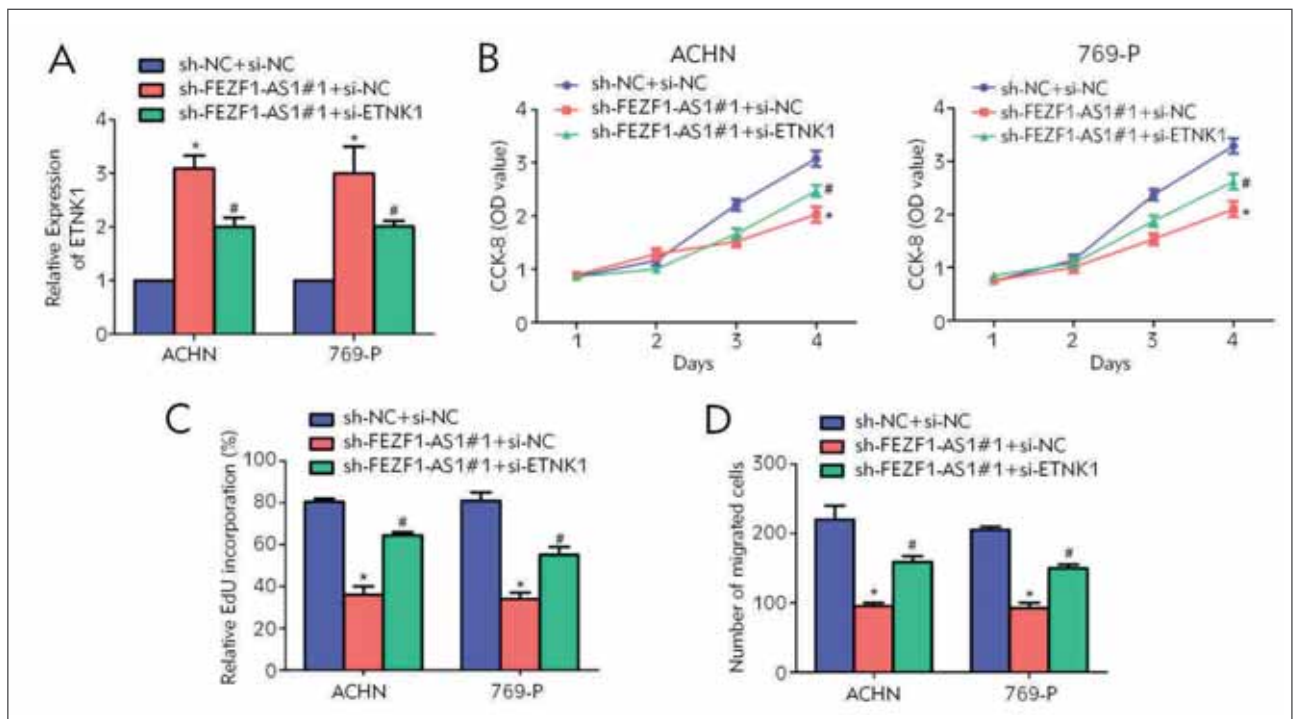 A
sh-NC+si-NC
sh-FEZF1-AS1#1+si-NC
sh-FEZF1-AS1#1+si-ETNK1
Relative Expression
of ETNK1
4
3
2
1
0
* # * #
ACHN 769-P
B
ACHN
sh-NC+si-NC
sh-FEZF1-AS1#1+si-NC
sh-FEZF1-AS1#1+si-ETNK1
CCK-8 (OD value)
4
3
2
1
0
#
*
1 2 3 4
Days
769-P
sh-NC+si-NC
sh-FEZF1-AS1#1+si-NC
sh-FEZF1-AS1#1+si-ETNK1
CCK-8 (OD value)
4
3
2
1
0
#
*
1 2 3 4
Days
C
sh-NC+si-NC
sh-FEZF1-AS1#1+si-NC
sh-FEZF1-AS1#1+si-ETNK1
Relative EdU incorporation (%)
100
80
60
40
20
0
* # * #
ACHN 769-P
D
sh-NC+si-NC
sh-FEZF1-AS1#1+si-NC
sh-FEZF1-AS1#1+si-ETNK1
Number of migrated cells
300
200
100
0
* # * #
ACHN 769-P